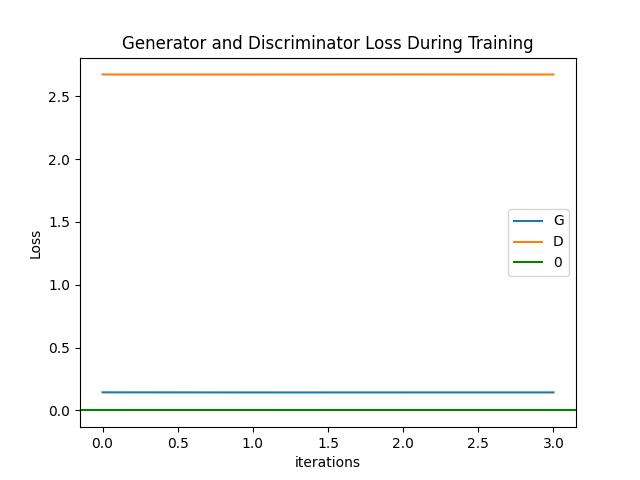 Generator and Discriminator Loss During Training
2.5
2.0
1.5
1.0
0.5
0.0
Loss
G
D
0
0.0 0.5 1.0 1.5 2.0 2.5 3.0
iterations